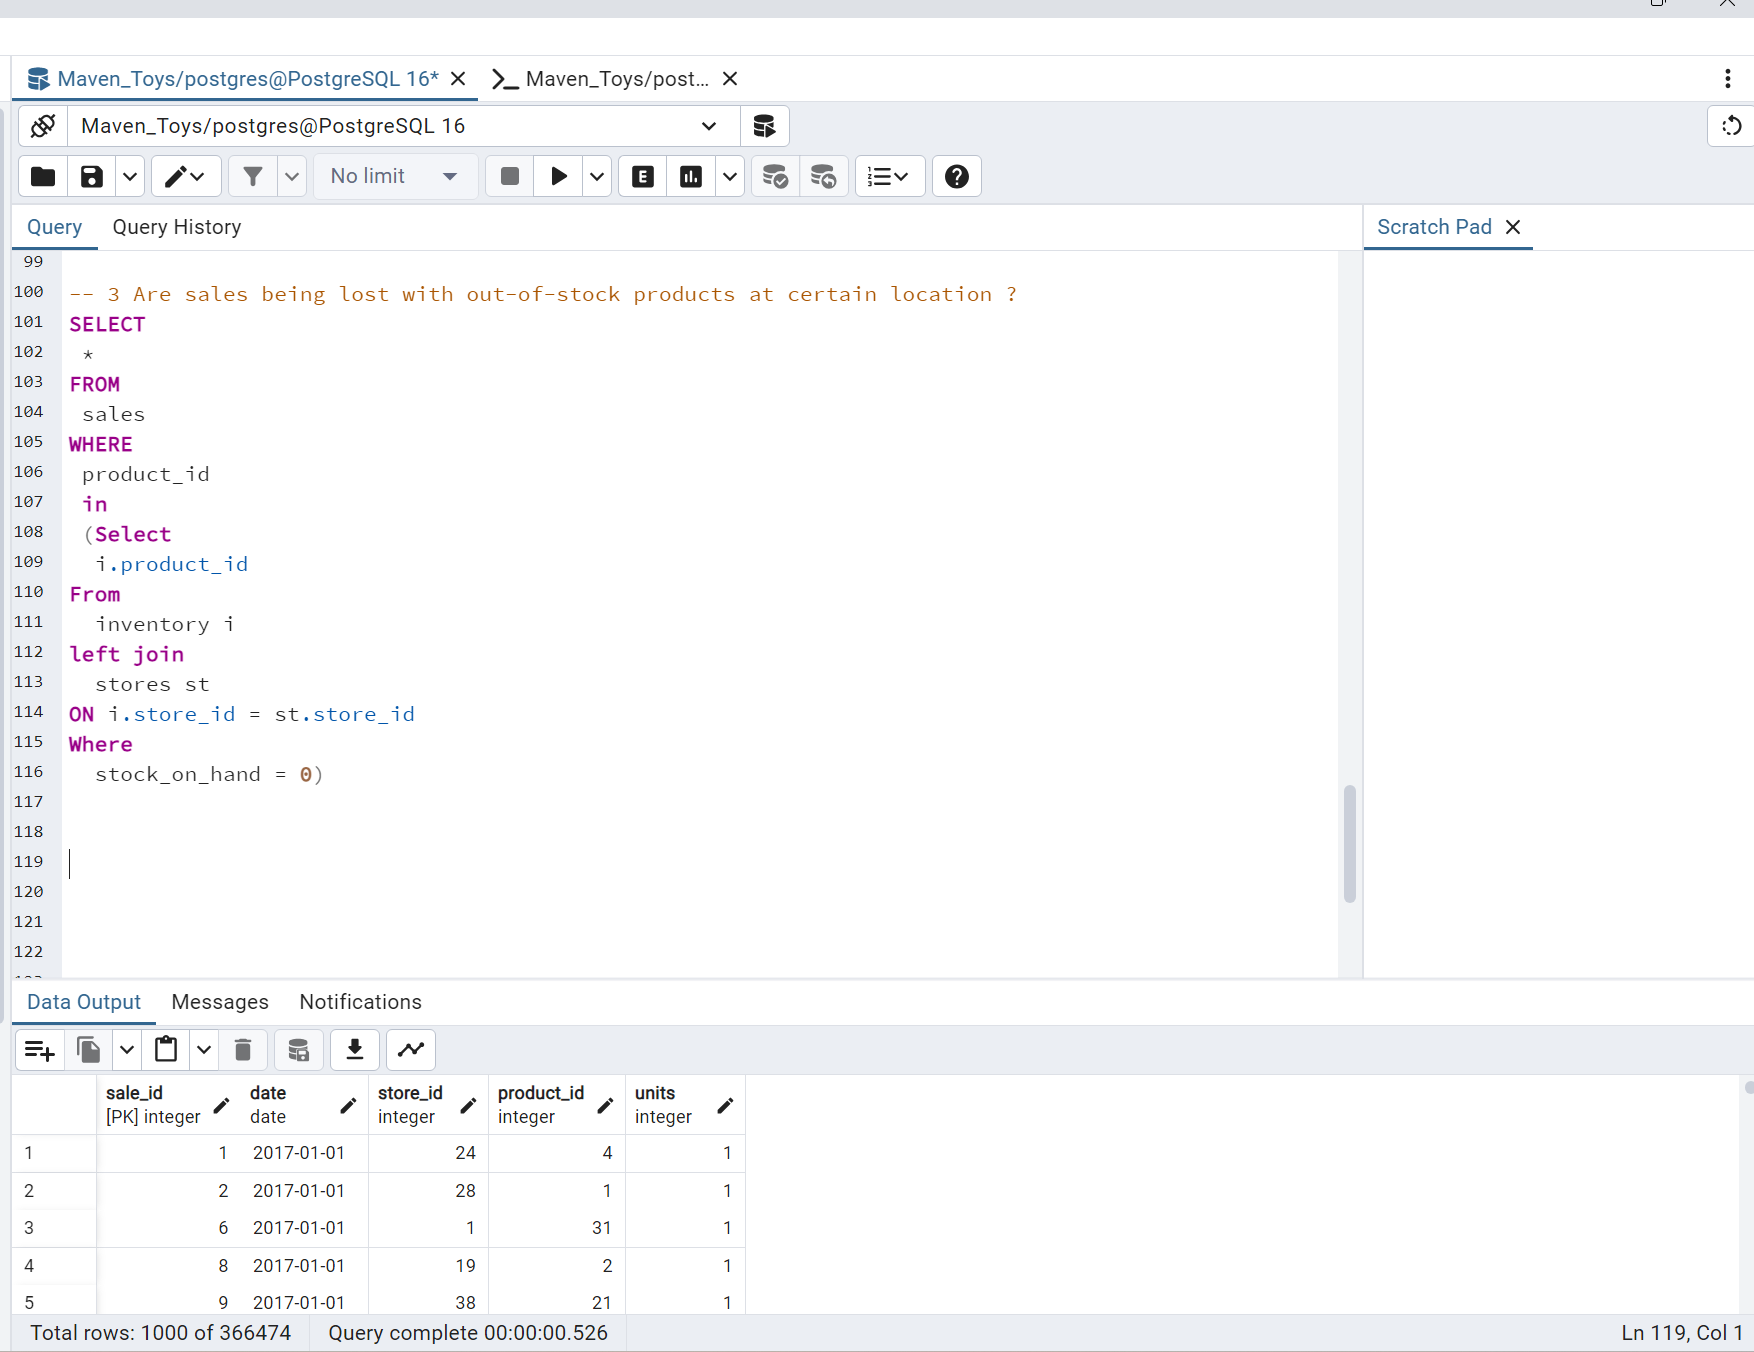 Maven_Toys/postgres@PostgreSQL 16*
Maven_Toys/post...
Maven_Toys/postgres@PostgreSQL 16
No limit
E
Query
Query History
Scratch Pad
99
100 -- 3 Are sales being lost with out-of-stock products at certain location ?
101 SELECT
102 *
103 FROM
104 sales
105 WHERE
106 product_id
107 in
108 (Select
109 i.product_id
110 From
111 inventory i
112 left join
113 stores st
114 ON i.store_id = st.store_id
115 Where
116 stock_on_hand = 0)
117
118
119
120
121
122
Data Output
Messages
Notifications
sale_id date store_id product_id units
[PK] integer date integer integer integer
1 1 2017-01-01 24 4 1
2 2 2017-01-01 28 1 1
3 6 2017-01-01 1 31 1
4 8 2017-01-01 19 2 1
5 9 2017-01-01 38 21 1
Total rows: 1000 of 366474
Query complete 00:00:00.526
Ln 119, Col 1